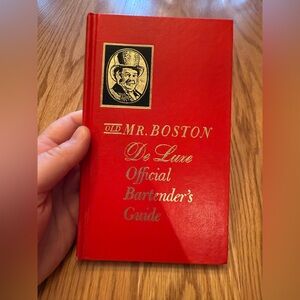 OLD MR. BOSTON
De Luxe
Official
Bartender's
Guide